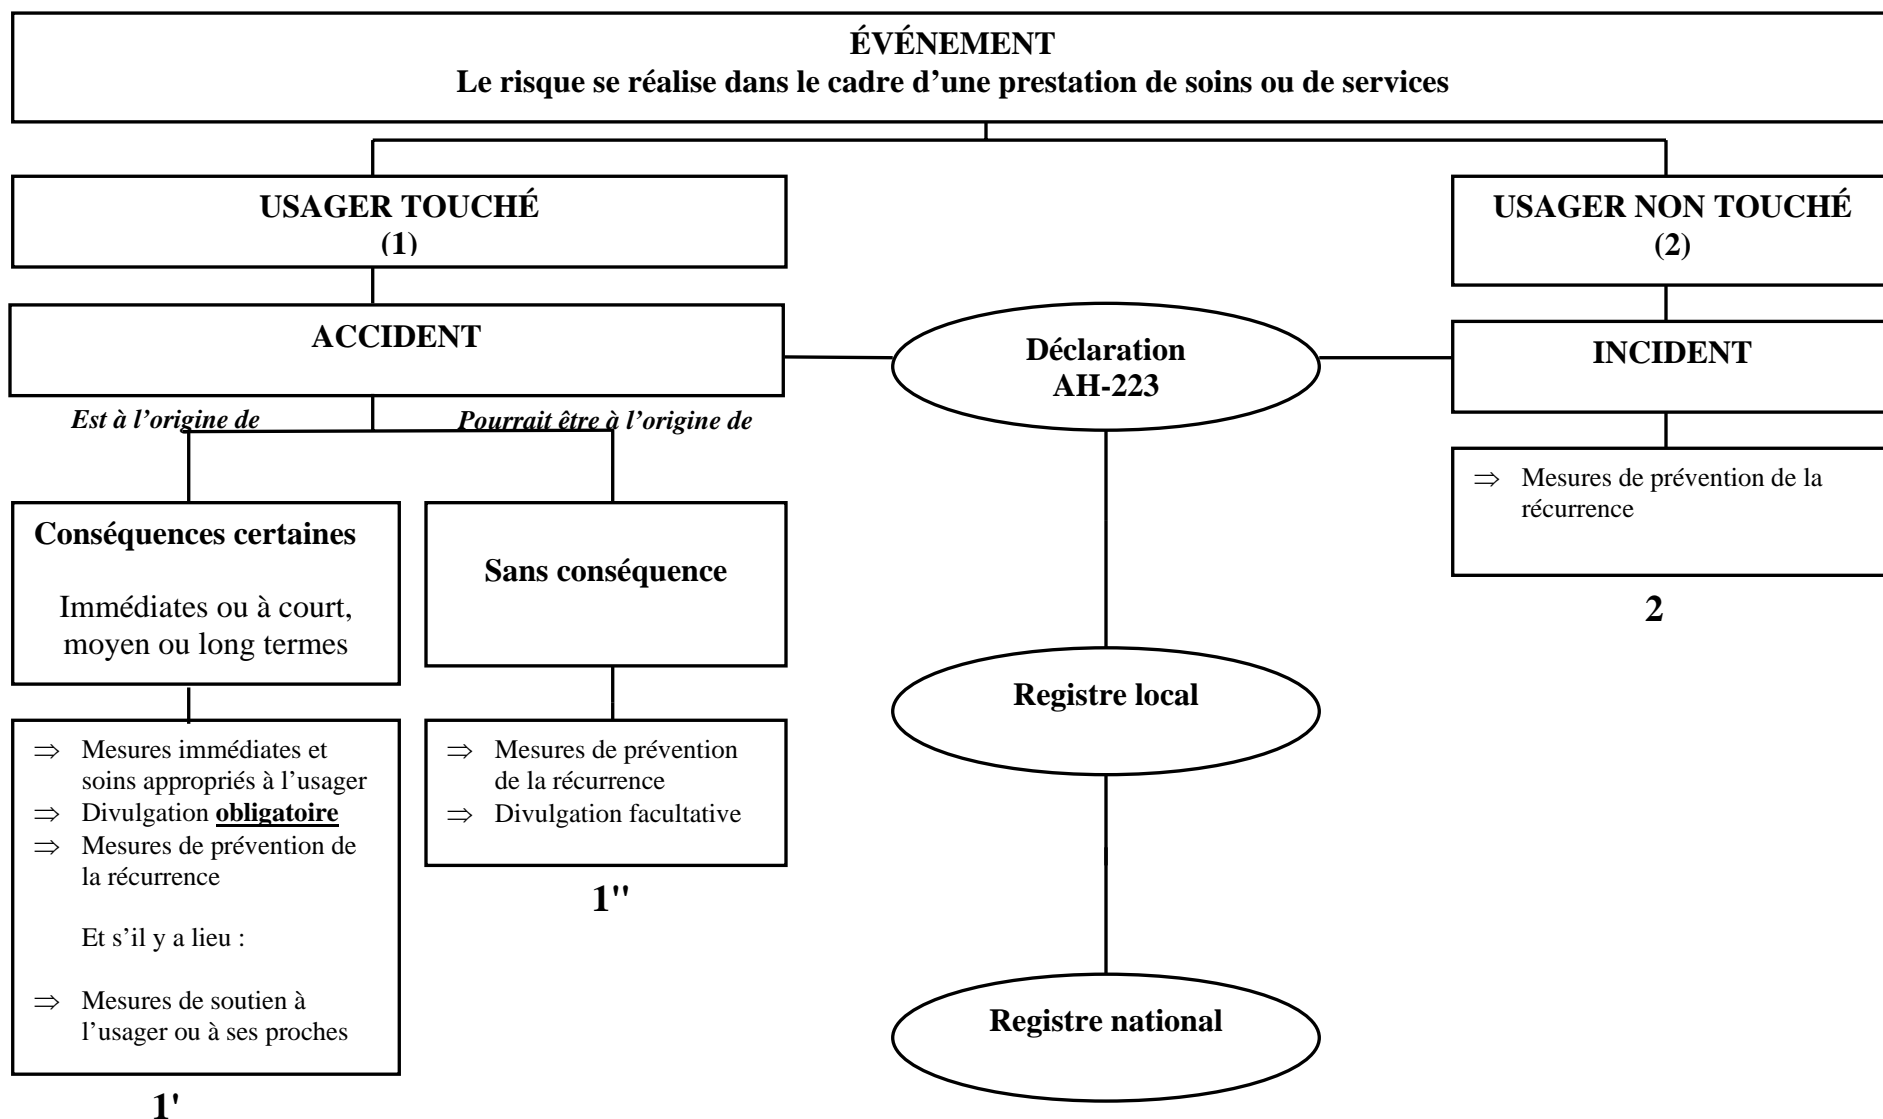 ÉVÉNEMENT
Le risque se réalise dans le cadre d’une prestation de soins ou de services
USAGER TOUCHÉ
(1)
USAGER NON TOUCHÉ
(2)
ACCIDENT
Déclaration
AH-223
INCIDENT
Est à l’origine de
Pourrait être à l’origine de
⇒ Mesures de prévention de la
récurrence
2
Conséquences certaines
Immédiates ou à court,
moyen ou long termes
Sans conséquence
Registre local
⇒ Mesures immédiates et
soins appropriés à l’usager
⇒ Divulgation obligatoire
⇒ Mesures de prévention de
la récurrence
Et s’il y a lieu :
⇒ Mesures de soutien à
l’usager ou à ses proches
1'
⇒ Mesures de prévention
de la récurrence
⇒ Divulgation facultative
1''
Registre national